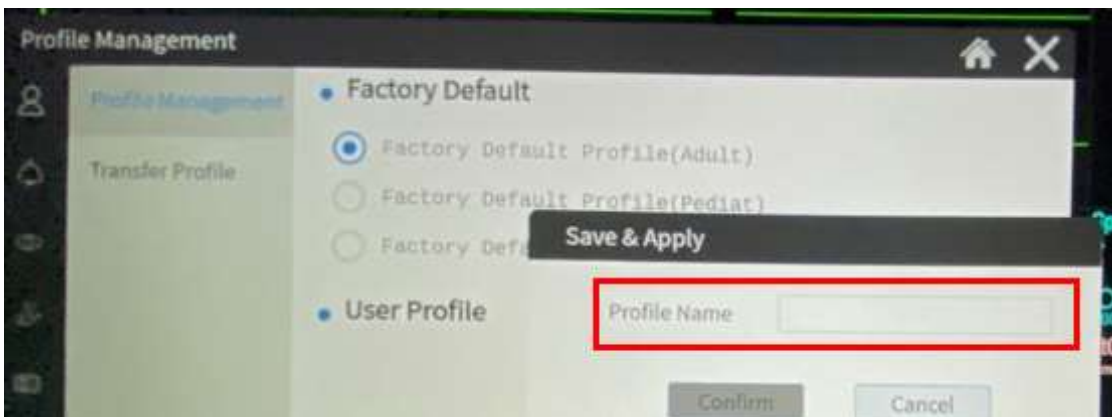 Profile Management
Profile Management
Transfer Profile
Factory Default
Factory Default Profile(Adult)
Factory Default Profile(Pediat)
Factory
Save & Apply
User Profile
Profile Name
Confirm
Cancel